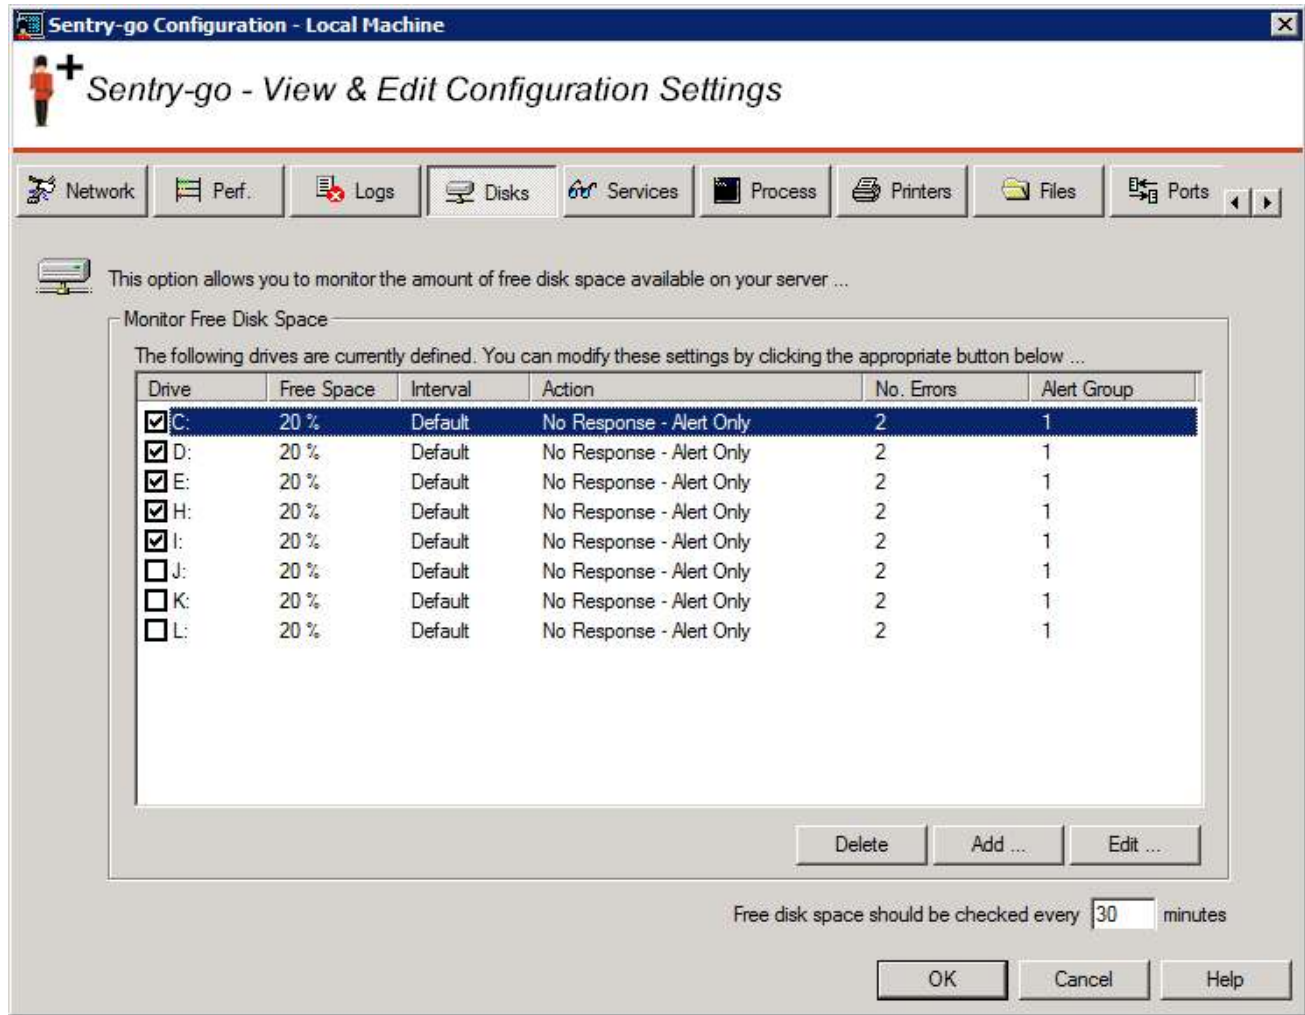 Sentry-go Configuration - Local Machine
Sentry-go - View & Edit Configuration Settings
Network Perf. Logs Disks Services Process Printers Files Ports
This option allows you to monitor the amount of free disk space available on your server ...
Monitor Free Disk Space
The following drives are currently defined. You can modify these settings by clicking the appropriate button below ...
Drive Free Space Interval Action No. Errors Alert Group
C: 20 % Default No Response - Alert Only 2 1
D: 20 % Default No Response - Alert Only 2 1
E: 20 % Default No Response - Alert Only 2 1
H: 20 % Default No Response - Alert Only 2 1
I: 20 % Default No Response - Alert Only 2 1
J: 20 % Default No Response - Alert Only 2 1
K: 20 % Default No Response - Alert Only 2 1
L: 20 % Default No Response - Alert Only 2 1
Delete Add ... Edit ...
Free disk space should be checked every 30 minutes
OK Cancel Help